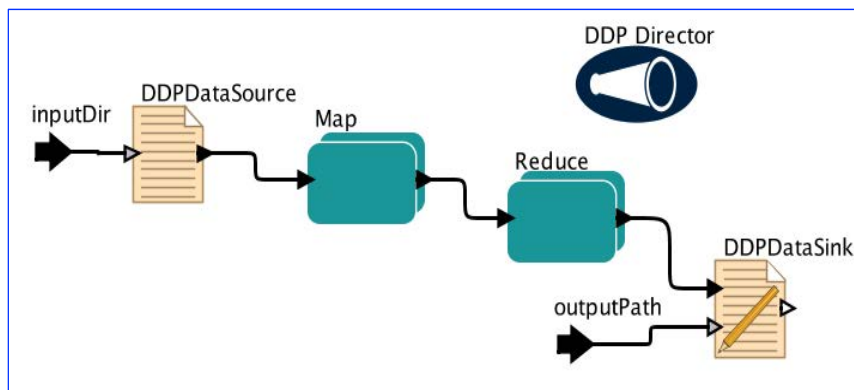 DDP Director
DDPDataSource
inputDir
Map
Reduce
DDPDataSink
outputPath